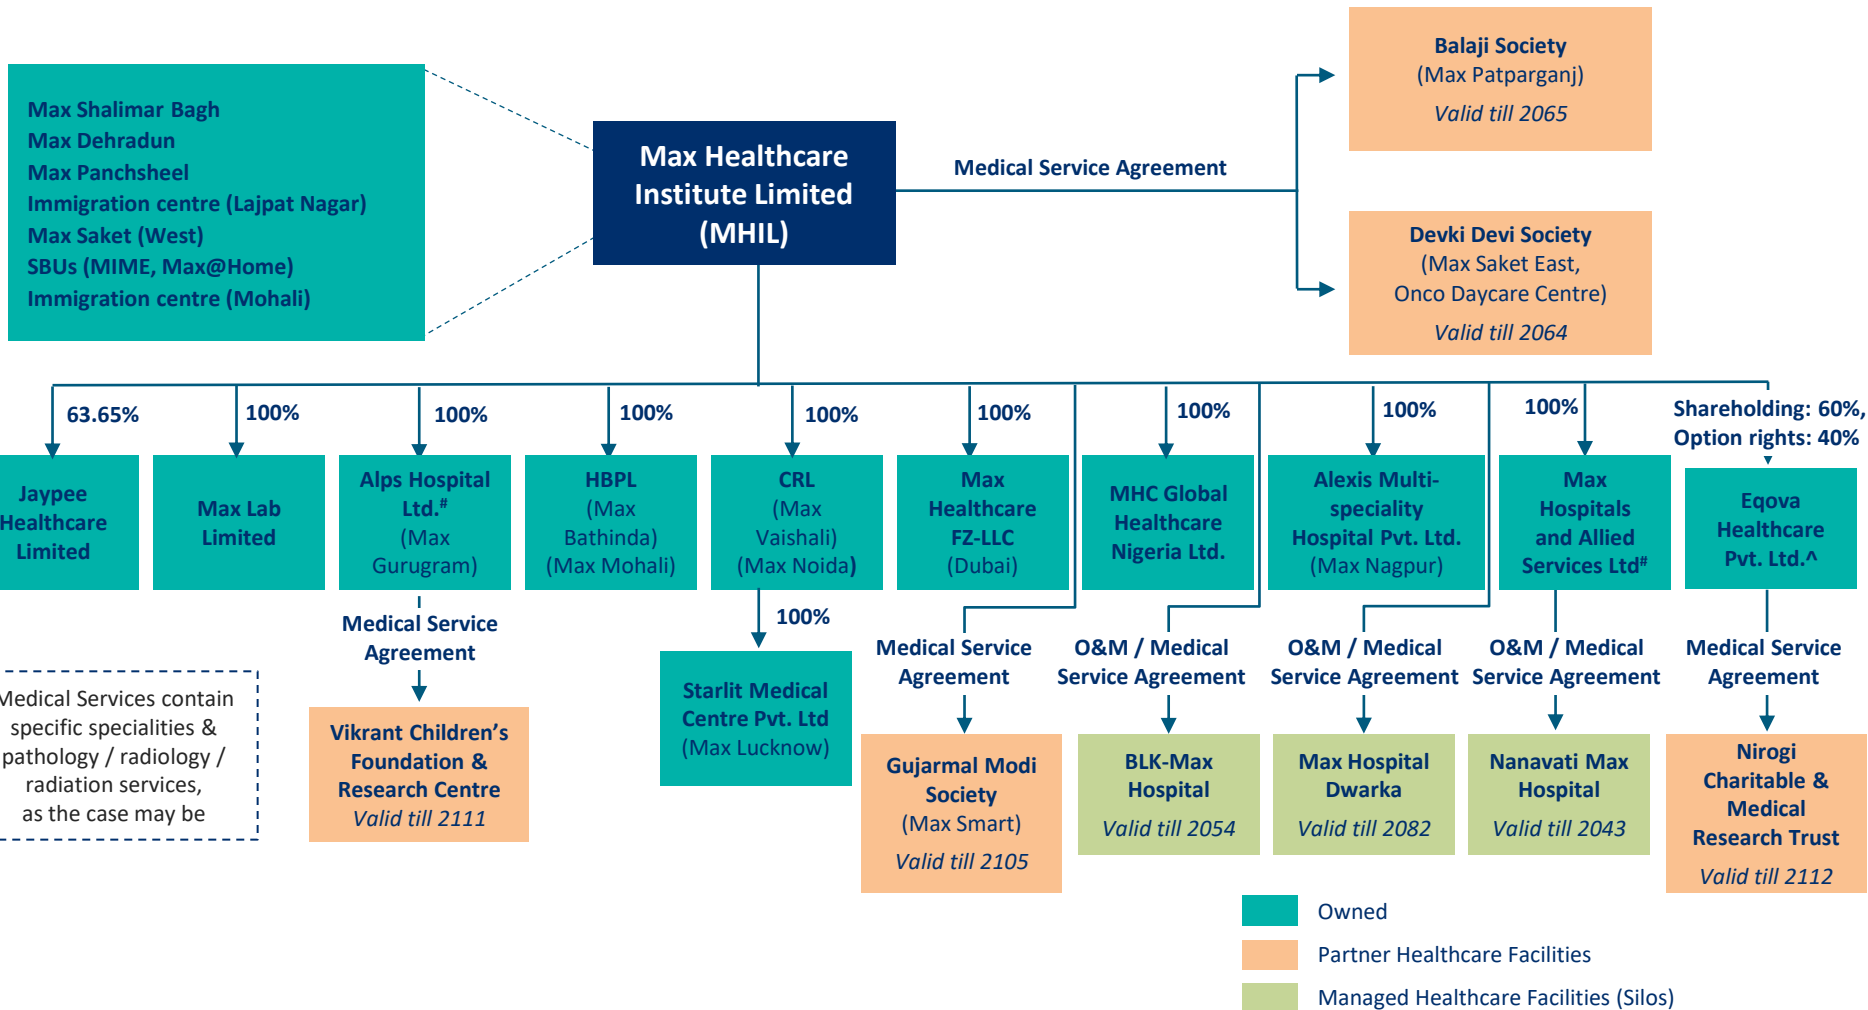 Balaji Society
(Max Patparganj)
Valid till 2065
Max Shalimar Bagh
Max Dehradun
Max Panchsheel
Immigration centre (Lajpat Nagar)
Max Saket (West)
SBUs (MIME, Max@Home)
Immigration centre (Mohali)
Max Healthcare
Institute Limited
(MHIL)
Medical Service Agreement
Devki Devi Society
(Max Saket East,
Onco Daycare Centre)
Valid till 2064
63.65%
100%
100%
100%
100%
100%
100%
100%
100%
Shareholding: 60%,
Option rights: 40%
Jaypee
Healthcare
Limited
Max Lab
Limited
Alps Hospital
Ltd.#
(Max
Gurugram)
HBPL
(Max
Bathinda)
(Max Mohali)
CRL
(Max
Vaishali)
(Max Noida)
Max
Healthcare
FZ-LLC
(Dubai)
MHC Global
Healthcare
Nigeria Ltd.
Alexis Multi-
speciality
Hospital Pvt. Ltd.
(Max Nagpur)
Max
Hospitals
and Allied
Services Ltd#
Eqova
Healthcare
Pvt. Ltd.^
Medical Service
Agreement
100%
Medical Service
Agreement
O&M / Medical
Service Agreement
O&M / Medical
Service Agreement
O&M / Medical
Service Agreement
Medical Service
Agreement
Medical Services contain
specific specialities &
pathology / radiology /
radiation services,
as the case may be
Vikrant Children's
Foundation &
Research Centre
Valid till 2111
Starlit Medical
Centre Pvt. Ltd
(Max Lucknow)
Gujarmal Modi
Society
(Max Smart)
Valid till 2105
BLK-Max
Hospital
Valid till 2054
Max Hospital
Dwarka
Valid till 2082
Nanavati Max
Hospital
Valid till 2043
Nirogi
Charitable &
Medical
Research Trust
Valid till 2112
Owned
Partner Healthcare Facilities
Managed Healthcare Facilities (Silos)